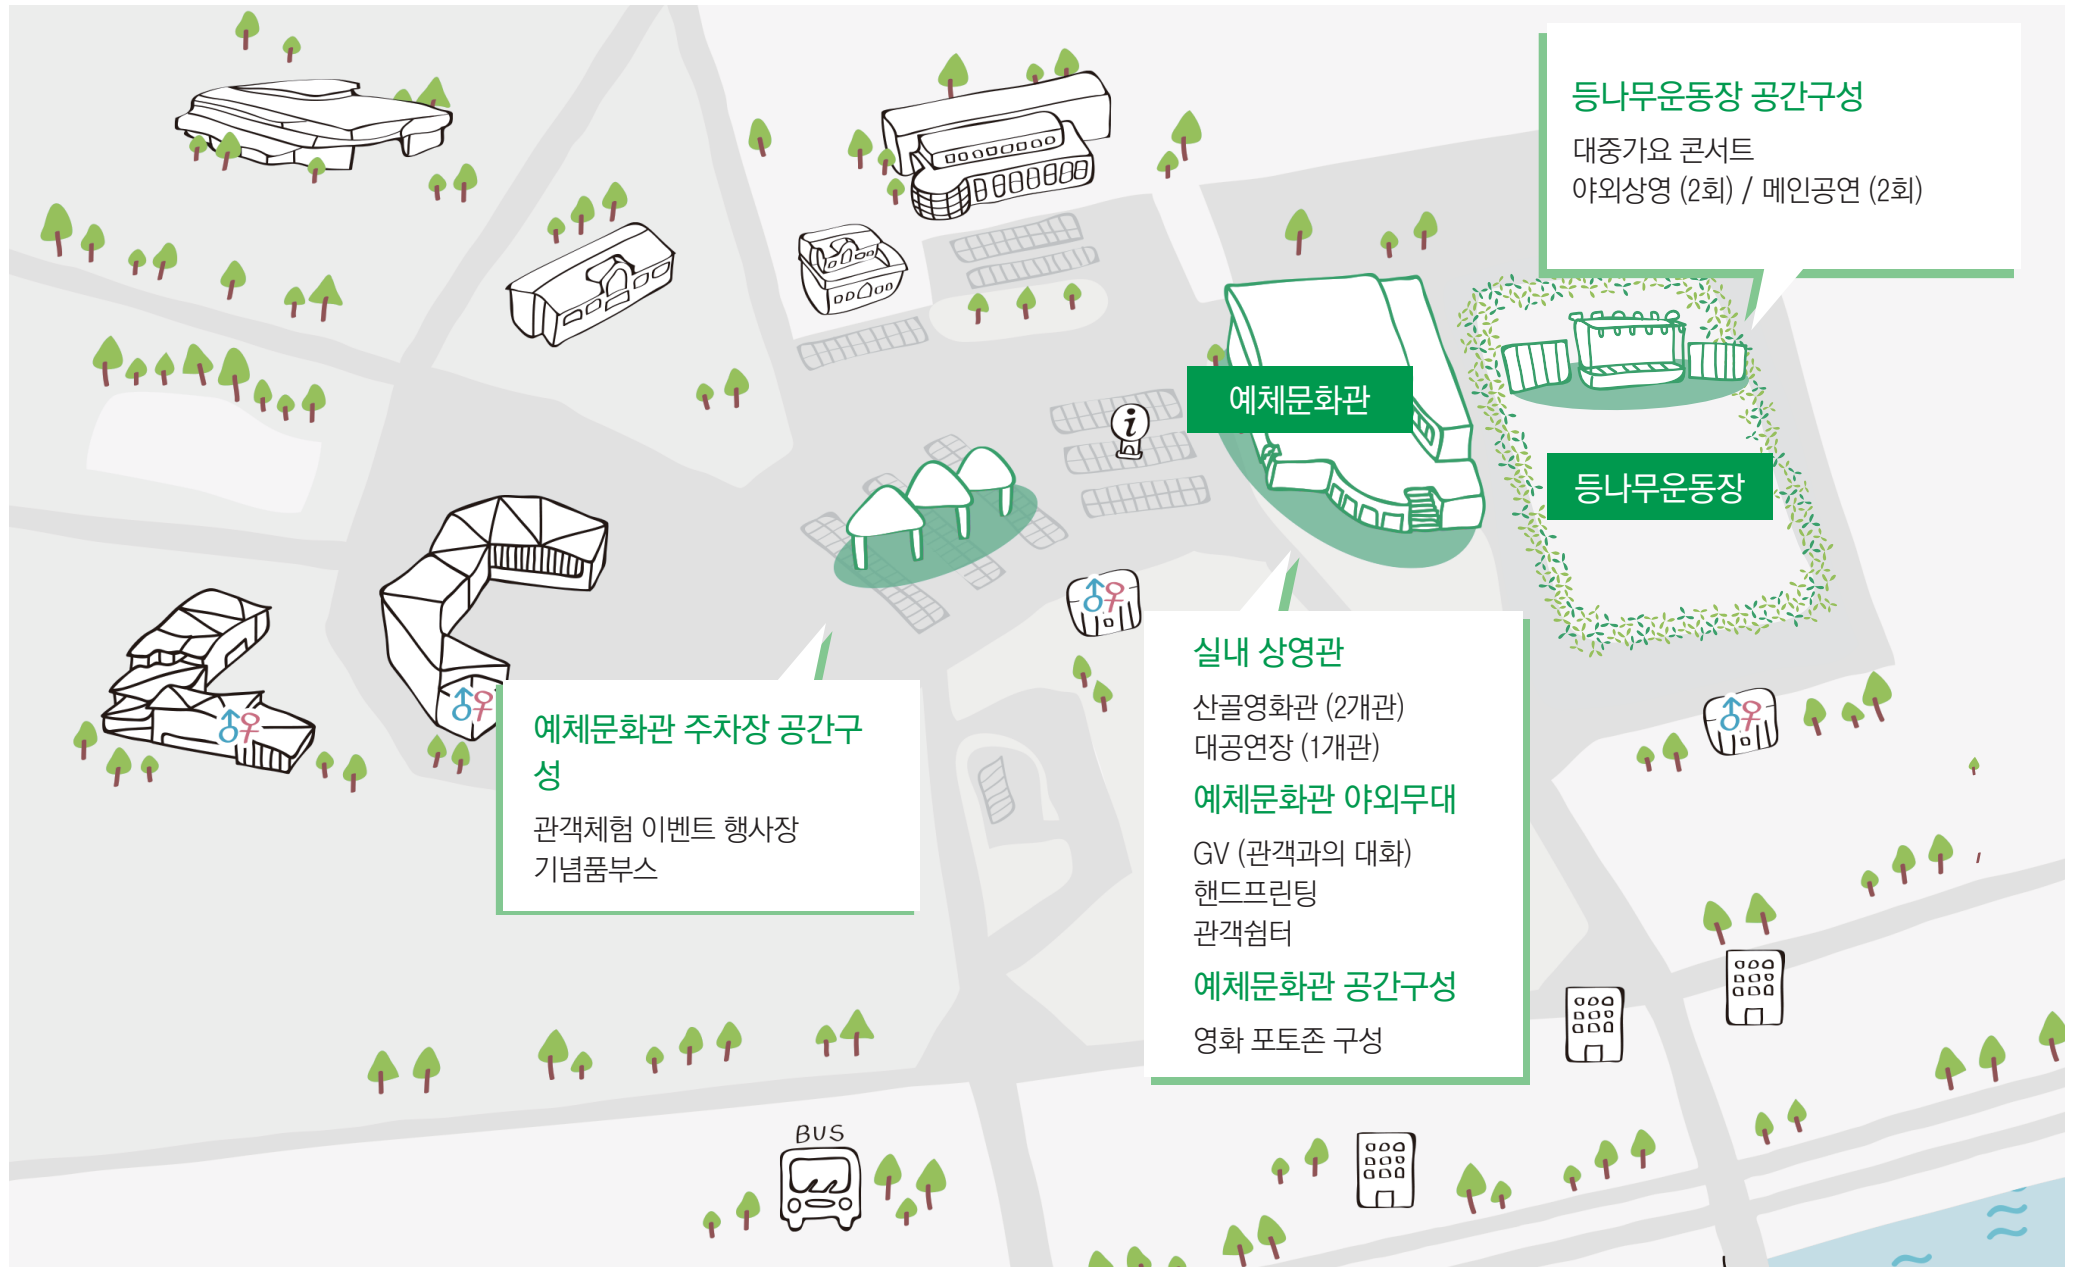 등나무운동장 공간구성
대중가요 콘서트
야외상영 (2회) / 메인공연 (2회)
예체문화관
등나무운동장
실내 상영관
산골영화관 (2개관)
대공연장 (1개관)
예체문화관 야외무대
GV (관객과의 대화)
핸드프린팅
관객쉼터
예체문화관 공간구성
영화 포토존 구성
예체문화관 주차장 공간구
성
관객체험 이벤트 행사장
기념품부스
i
BUS